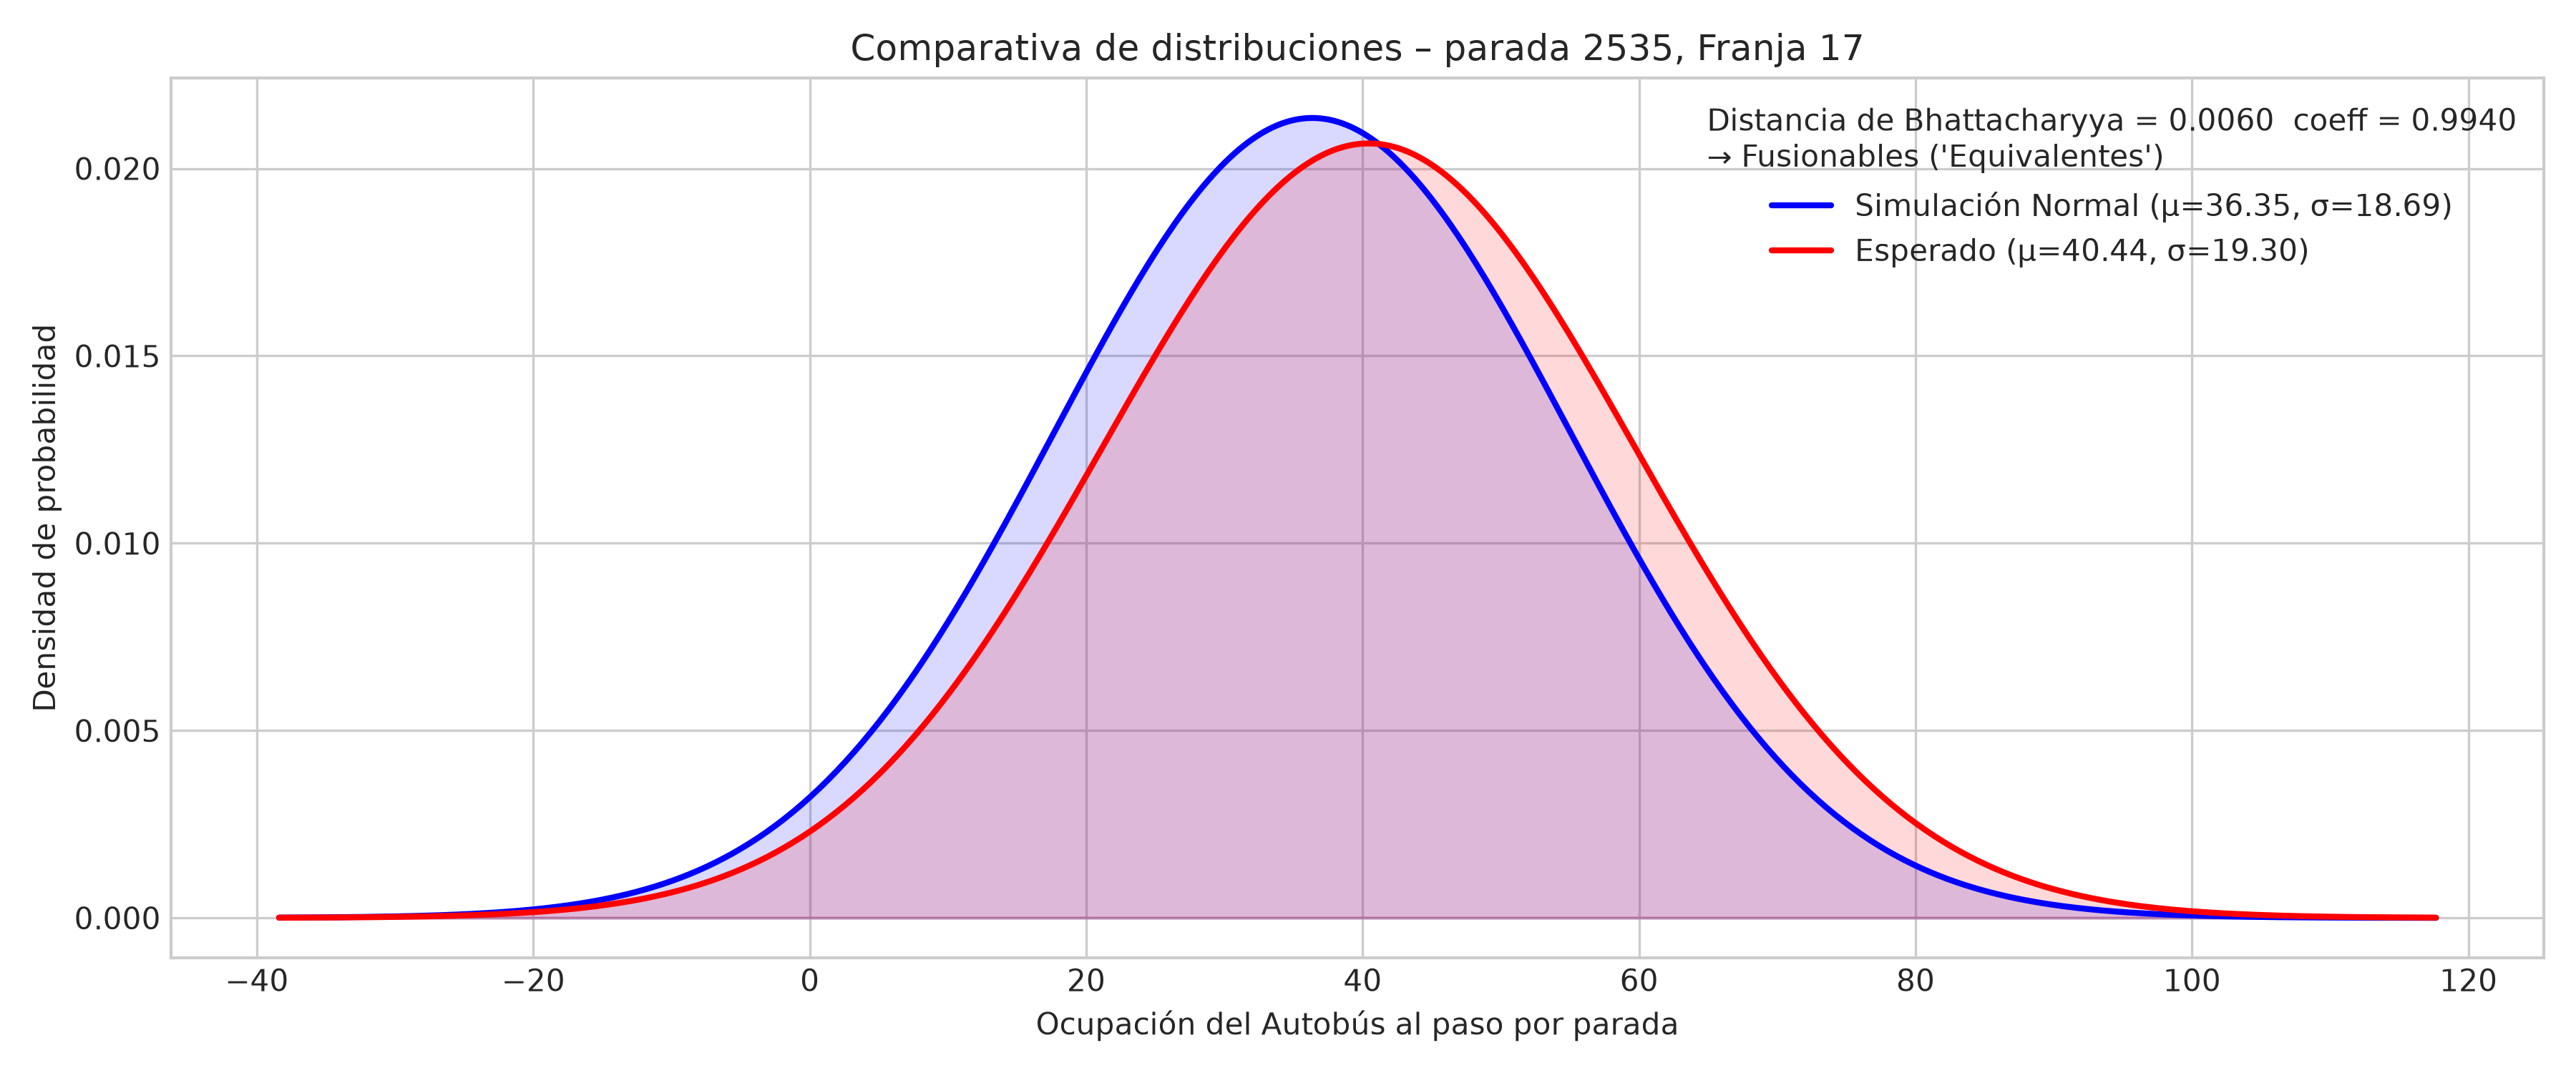 Comparativa de distribuciones – parada 2535, Franja 17
Distancia de Bhattacharyya = 0.0060  coeff = 0.9940
→ Fusionables ('Equivalentes')
Simulación Normal (μ=36.35, σ=18.69)
Esperado (μ=40.44, σ=19.30)
Densidad de probabilidad
0.020
0.015
0.010
0.005
0.000
−40 −20 0 20 40 60 80 100 120
Ocupación del Autobús al paso por parada